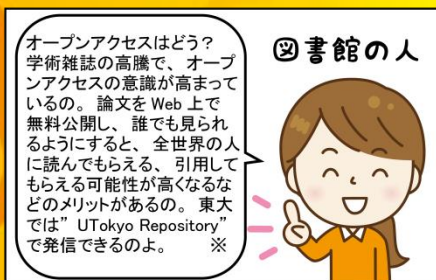 オープンアクセスはどう?
学術雑誌の高騰で、オープ
ンアクセスの意識が高まって
いるの。論文を Web 上で
無料公開し、誰でも見られ
るようにすると、全世界の人
に読んでもらえる、引用して
もらえる可能性が高くなるな
どのメリットがあるの。東大
では” UTokyo Repository”
で発信できるのよ。 ※
図書館の人